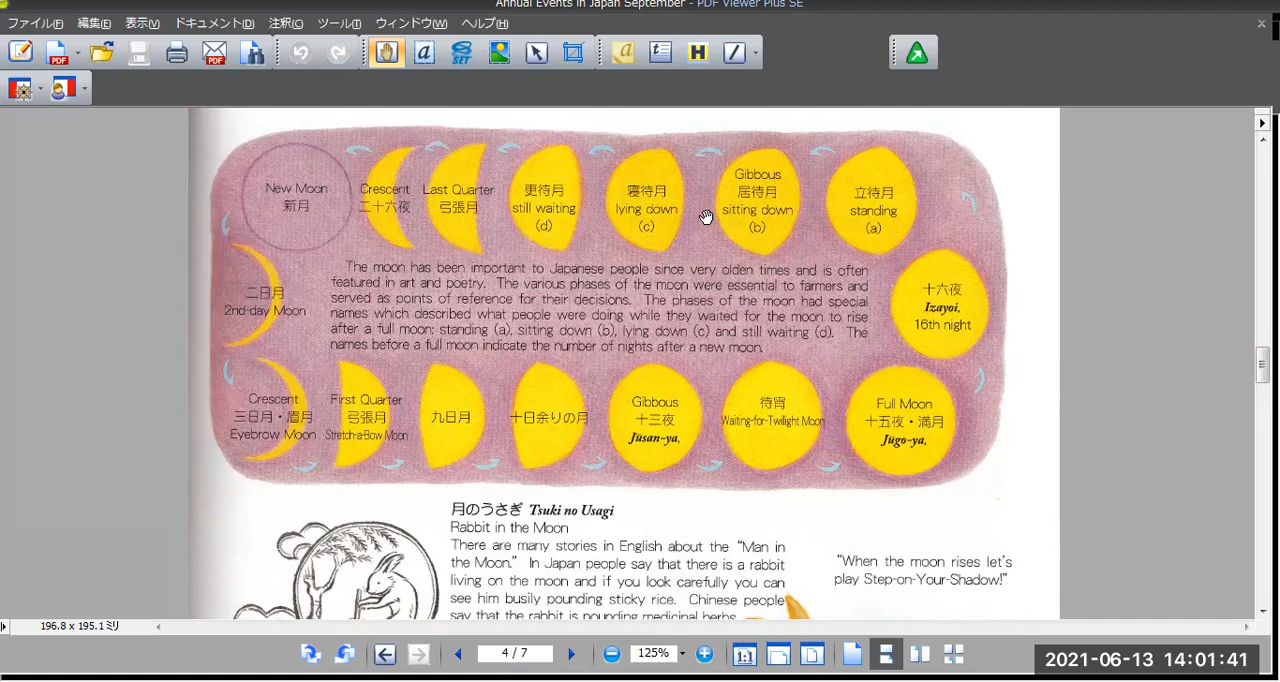 Annual Events in Japan September - PDF Viewer Plus SE
ファイル(F) 編集(E) 表示(V) ドキュメント(D) 注釈(C) ツール(T) ウィンドウ(W) ヘルプ(H)
New Moon
新月
Crescent
二十六夜
Last Quarter
弓張月
更待月
still waiting
(d)
寝待月
lying down
(c)
Gibbous
居待月
sitting down
(b)
立待月
standing
(a)
二日月
2nd-day Moon
The moon has been important to Japanese people since very olden times and is often
featured in art and poetry. The various phases of the moon were essential to farmers and
served as points of reference for their decisions. The phases of the moon had special
names which described what people were doing while they waited for the moon to rise
after a full moon: standing (a), sitting down (b), lying down (c) and still waiting (d). The
names before a full moon indicate the number of nights after a new moon.
十六夜
Izayoi,
16th night
Crescent
三日月・眉月
Eyebrow Moon
First Quarter
弓張月
Stretch-a-Bow Moon
九日月
十日余りの月
Gibbous
十三夜
Jūsan-ya,
待宵
Waiting-for-Twilight Moon
Full Moon
十五夜・満月
Jūgo-ya,
月のうさぎ Tsuki no Usagi
Rabbit in the Moon
There are many stories in English about the “Man in
the Moon.” In Japan people say that there is a rabbit
living on the moon and if you look carefully you can
see him busily pounding sticky rice. Chinese people
say that the rabbit is pounding medicinal herbs.
“When the moon rises let's
play Step-on-Your-Shadow!”
196.8 x 195.1 ミリ
4 / 7
125%
1:1
2021-06-13 14:01:41